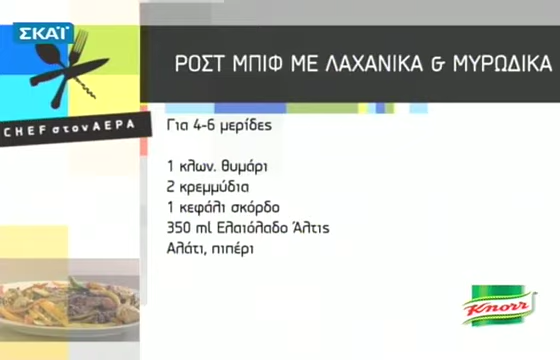 ΣΚΑΪ
ΡΟΣΤ ΜΠΙΦ ΜΕ ΛΑΧΑΝΙΚΑ & ΜΥΡΩΔΙΚΑ
CHEF στον ΑΕΡΑ
Για 4-6 μερίδες
1 κλων. θυμάρι
2 κρεμμύδια
1 κεφάλι σκόρδο
350 ml Ελαιόλαδο Άλτις
Αλάτι, πιπέρι
Knorr